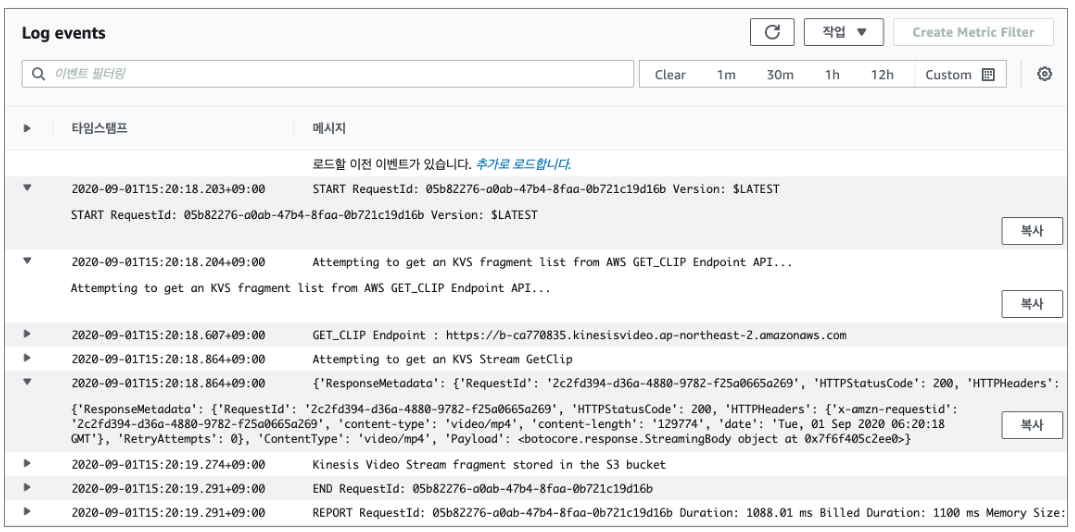 Log events
작업 ▼
Create Metric Filter
이벤트 필터링
Clear 1m 30m 1h 12h Custom
타임스탬프 메시지
로드할 이전 이벤트가 있습니다. 추가로 로드합니다.
2020-09-01T15:20:18.203+09:00 START RequestId: 05b82276-a0ab-47b4-8faa-0b721c19d16b Version: $LATEST
START RequestId: 05b82276-a0ab-47b4-8faa-0b721c19d16b Version: $LATEST
복사
2020-09-01T15:20:18.204+09:00 Attempting to get an KVS fragment list from AWS GET_CLIP Endpoint API...
Attempting to get an KVS fragment list from AWS GET_CLIP Endpoint API...
복사
2020-09-01T15:20:18.607+09:00 GET_CLIP Endpoint : https://b-ca770835.kinesisvideo.ap-northeast-2.amazonaws.com
2020-09-01T15:20:18.864+09:00 Attempting to get an KVS Stream GetClip
2020-09-01T15:20:18.864+09:00 {'ResponseMetadata': {'RequestId': '2c2fd394-d36a-4880-9782-f25a0665a269', 'HTTPStatusCode': 200, 'HTTPHeaders':
{'ResponseMetadata': {'RequestId': '2c2fd394-d36a-4880-9782-f25a0665a269', 'HTTPStatusCode': 200, 'HTTPHeaders': {'x-amzn-requestid':
'2c2fd394-d36a-4880-9782-f25a0665a269', 'content-type': 'video/mp4', 'content-length': '129774', 'date': 'Tue, 01 Sep 2020 06:20:18
GMT'}, 'RetryAttempts': 0}, 'ContentType': 'video/mp4', 'Payload': <botocore.response.StreamingBody object at 0x7f6f405c2ee0>}
복사
2020-09-01T15:20:19.274+09:00 Kinesis Video Stream fragment stored in the S3 bucket
2020-09-01T15:20:19.291+09:00 END RequestId: 05b82276-a0ab-47b4-8faa-0b721c19d16b
2020-09-01T15:20:19.291+09:00 REPORT RequestId: 05b82276-a0ab-47b4-8faa-0b721c19d16b Duration: 1088.01 ms Billed Duration: 1100 ms Memory Size: